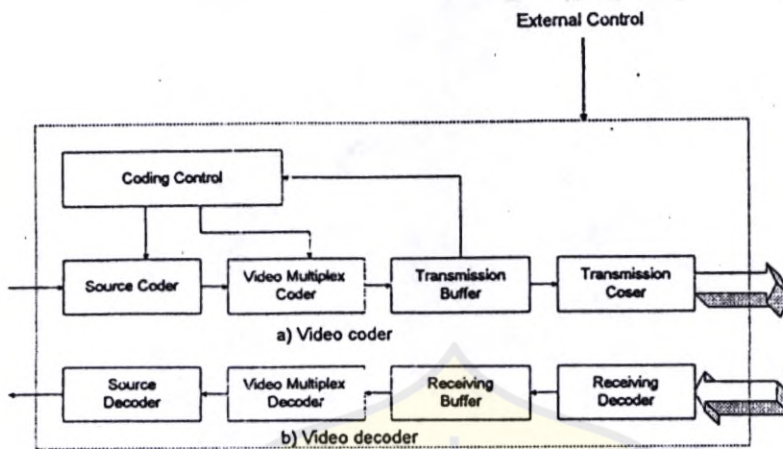 External Control
Coding Control
Source Coder
Video Multiplex
Coder
Transmission
Buffer
Transmission
Coser
a) Video coder
Source
Decoder
Video Multiplex
Decoder
Receiving
Buffer
Receiving
Decoder
b) Video decoder